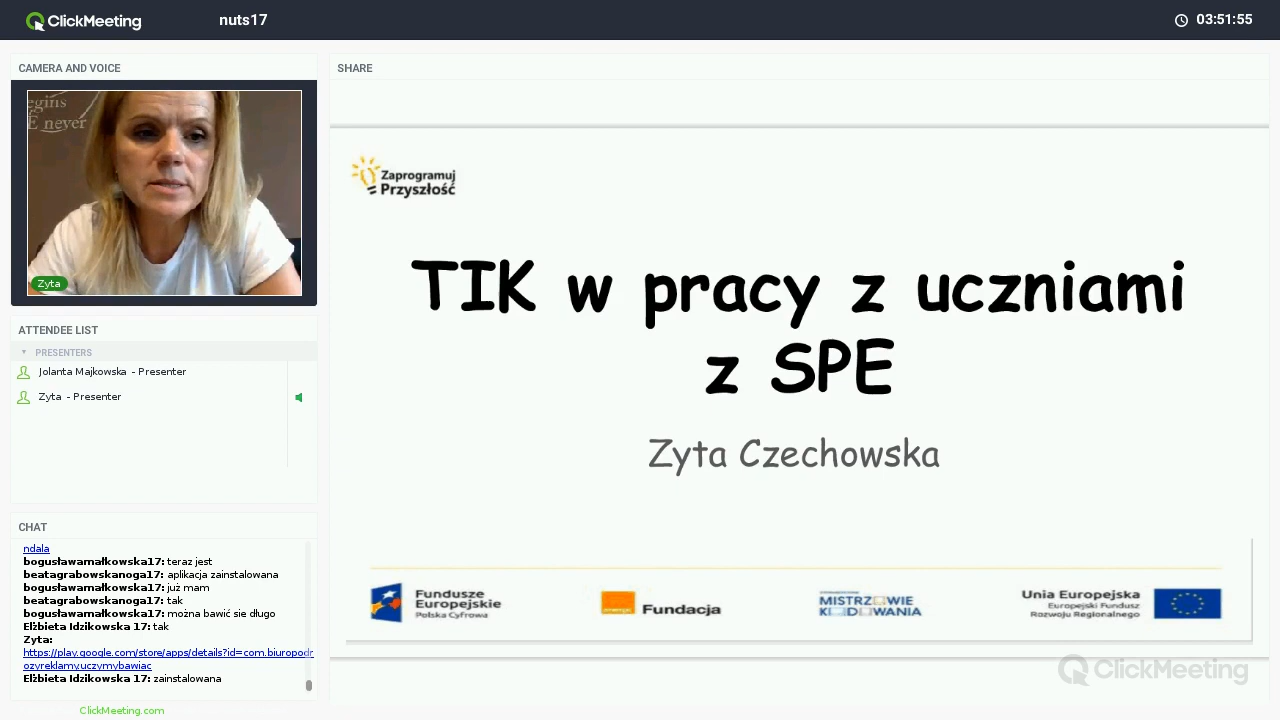 ClickMeeting
nuts17
03:51:55
CAMERA AND VOICE
egins
E never
Zyta
ATTENDEE LIST
PRESENTERS
Jolanta Majkowska - Presenter
Zyta - Presenter
CHAT
ndala
bogusławamałkowska17: teraz jest
beatagrabowskanoga17: aplikacja zainstalowana
bogusławamałkowska17: już mam
beatagrabowskanoga17: tak
bogusławamałkowska17: można bawić sie długo
Elżbieta Idzikowska 17: tak
Zyta:
https://play.google.com/store/apps/details?id=com.biuropodr
ozyreklamy.uczymybawiac
Elżbieta Idzikowska 17: zainstalowana
ClickMeeting.com
SHARE
Zaprogramuj
Przyszłość
TIK w pracy z uczniami
z SPE
Zyta Czechowska
Fundusze
Europejskie
Polska Cyfrowa
Fundacja
MISTRZOWIE
KODOWANIA
Unia Europejska
Europejski Fundusz
Rozwoju Regionalnego
ClickMeeting